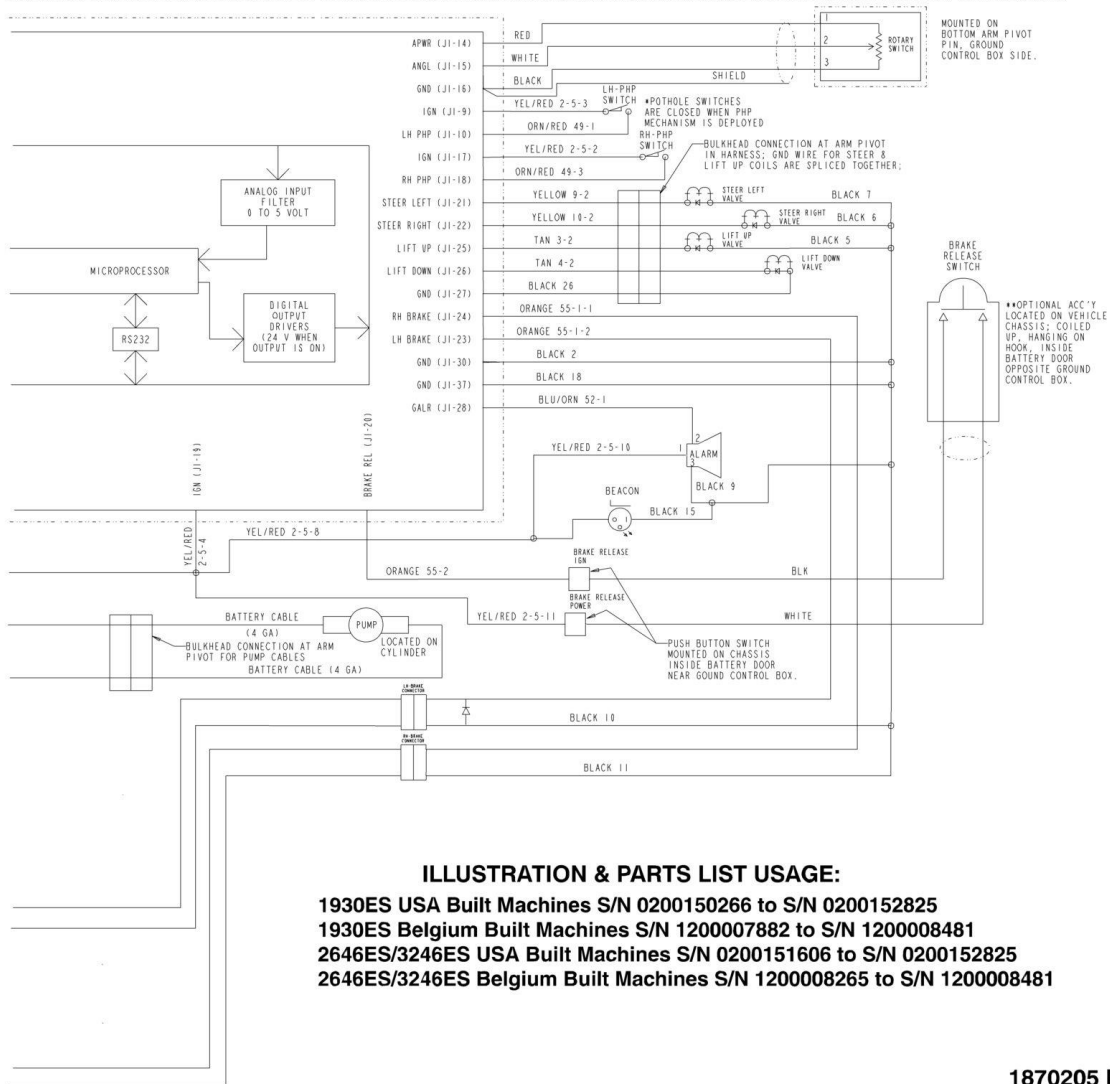 APWR (J1-14)
ANGL (J1-15)
GND (J1-16)
IGN (J1-9)
LH PHP (J1-10)
IGN (J1-17)
RH PHP (J1-18)
STEER LEFT (J1-21)
STEER RIGHT (J1-22)
LIFT UP (J1-25)
LIFT DOWN (J1-26)
GND (J1-27)
RH BRAKE (J1-24)
LH BRAKE (J1-23)
GND (J1-30)
GND (J1-37)
GALR (J1-28)
RED
WHITE
BLACK
SHIELD
1
2
3
ROTARY
SWITCH
MOUNTED ON
BOTTOM ARM PIVOT
PIN, GROUND
CONTROL BOX SIDE.
YEL/RED 2-5-3
LH-PHP
SWITCH
*POTHOLE SWITCHES
ARE CLOSED WHEN PHP
MECHANISM IS DEPLOYED
ORN/RED 49-1
RH-PHP
SWITCH
YEL/RED 2-5-2
ORN/RED 49-3
BULKHEAD CONNECTION AT ARM PIVOT
IN HARNESS; GND WIRE FOR STEER &
LIFT UP COILS ARE SPLICED TOGETHER;
YELLOW 9-2
STEER LEFT
VALVE
BLACK 7
YELLOW 10-2
STEER RIGHT
VALVE
BLACK 6
TAN 3-2
LIFT UP
VALVE
BLACK 5
TAN 4-2
LIFT DOWN
VALVE
BLACK 26
ORANGE 55-1-1
ORANGE 55-1-2
BLACK 2
BLACK 18
BLU/ORN 52-1
BRAKE
RELEASE
SWITCH
**OPTIONAL ACC'Y
LOCATED ON VEHICLE
CHASSIS; COILED
UP, HANGING ON
HOOK, INSIDE
BATTERY DOOR
OPPOSITE GROUND
CONTROL BOX.
ANALOG INPUT
FILTER
0 TO 5 VOLT
MICROPROCESSOR
DIGITAL
OUTPUT
DRIVERS
(24 V WHEN
OUTPUT IS ON)
RS232
IGN (J1-19)
BRAKE REL (J1-20)
YEL/RED 2-5-10
1
2
3
ALARM
BLACK 9
BEACON
BLACK 15
YEL/RED
2-5-4
YEL/RED 2-5-8
ORANGE 55-2
BRAKE RELEASE
IGN
BLK
BRAKE RELEASE
POWER
YEL/RED 2-5-11
WHITE
PUSH BUTTON SWITCH
MOUNTED ON CHASSIS
INSIDE BATTERY DOOR
NEAR GOUND CONTROL BOX.
BATTERY CABLE
(4 GA)
PUMP
LOCATED ON
CYLINDER
BULKHEAD CONNECTION AT ARM
PIVOT FOR PUMP CABLES
BATTERY CABLE (4 GA)
LH-BRAKE
CONNECTOR
BLACK 10
RH-BRAKE
CONNECTOR
BLACK 11
ILLUSTRATION & PARTS LIST USAGE:
1930ES USA Built Machines S/N 0200150266 to S/N 0200152825
1930ES Belgium Built Machines S/N 1200007882 to S/N 1200008481
2646ES/3246ES USA Built Machines S/N 0200151606 to S/N 0200152825
2646ES/3246ES Belgium Built Machines S/N 1200008265 to S/N 1200008481
1870205